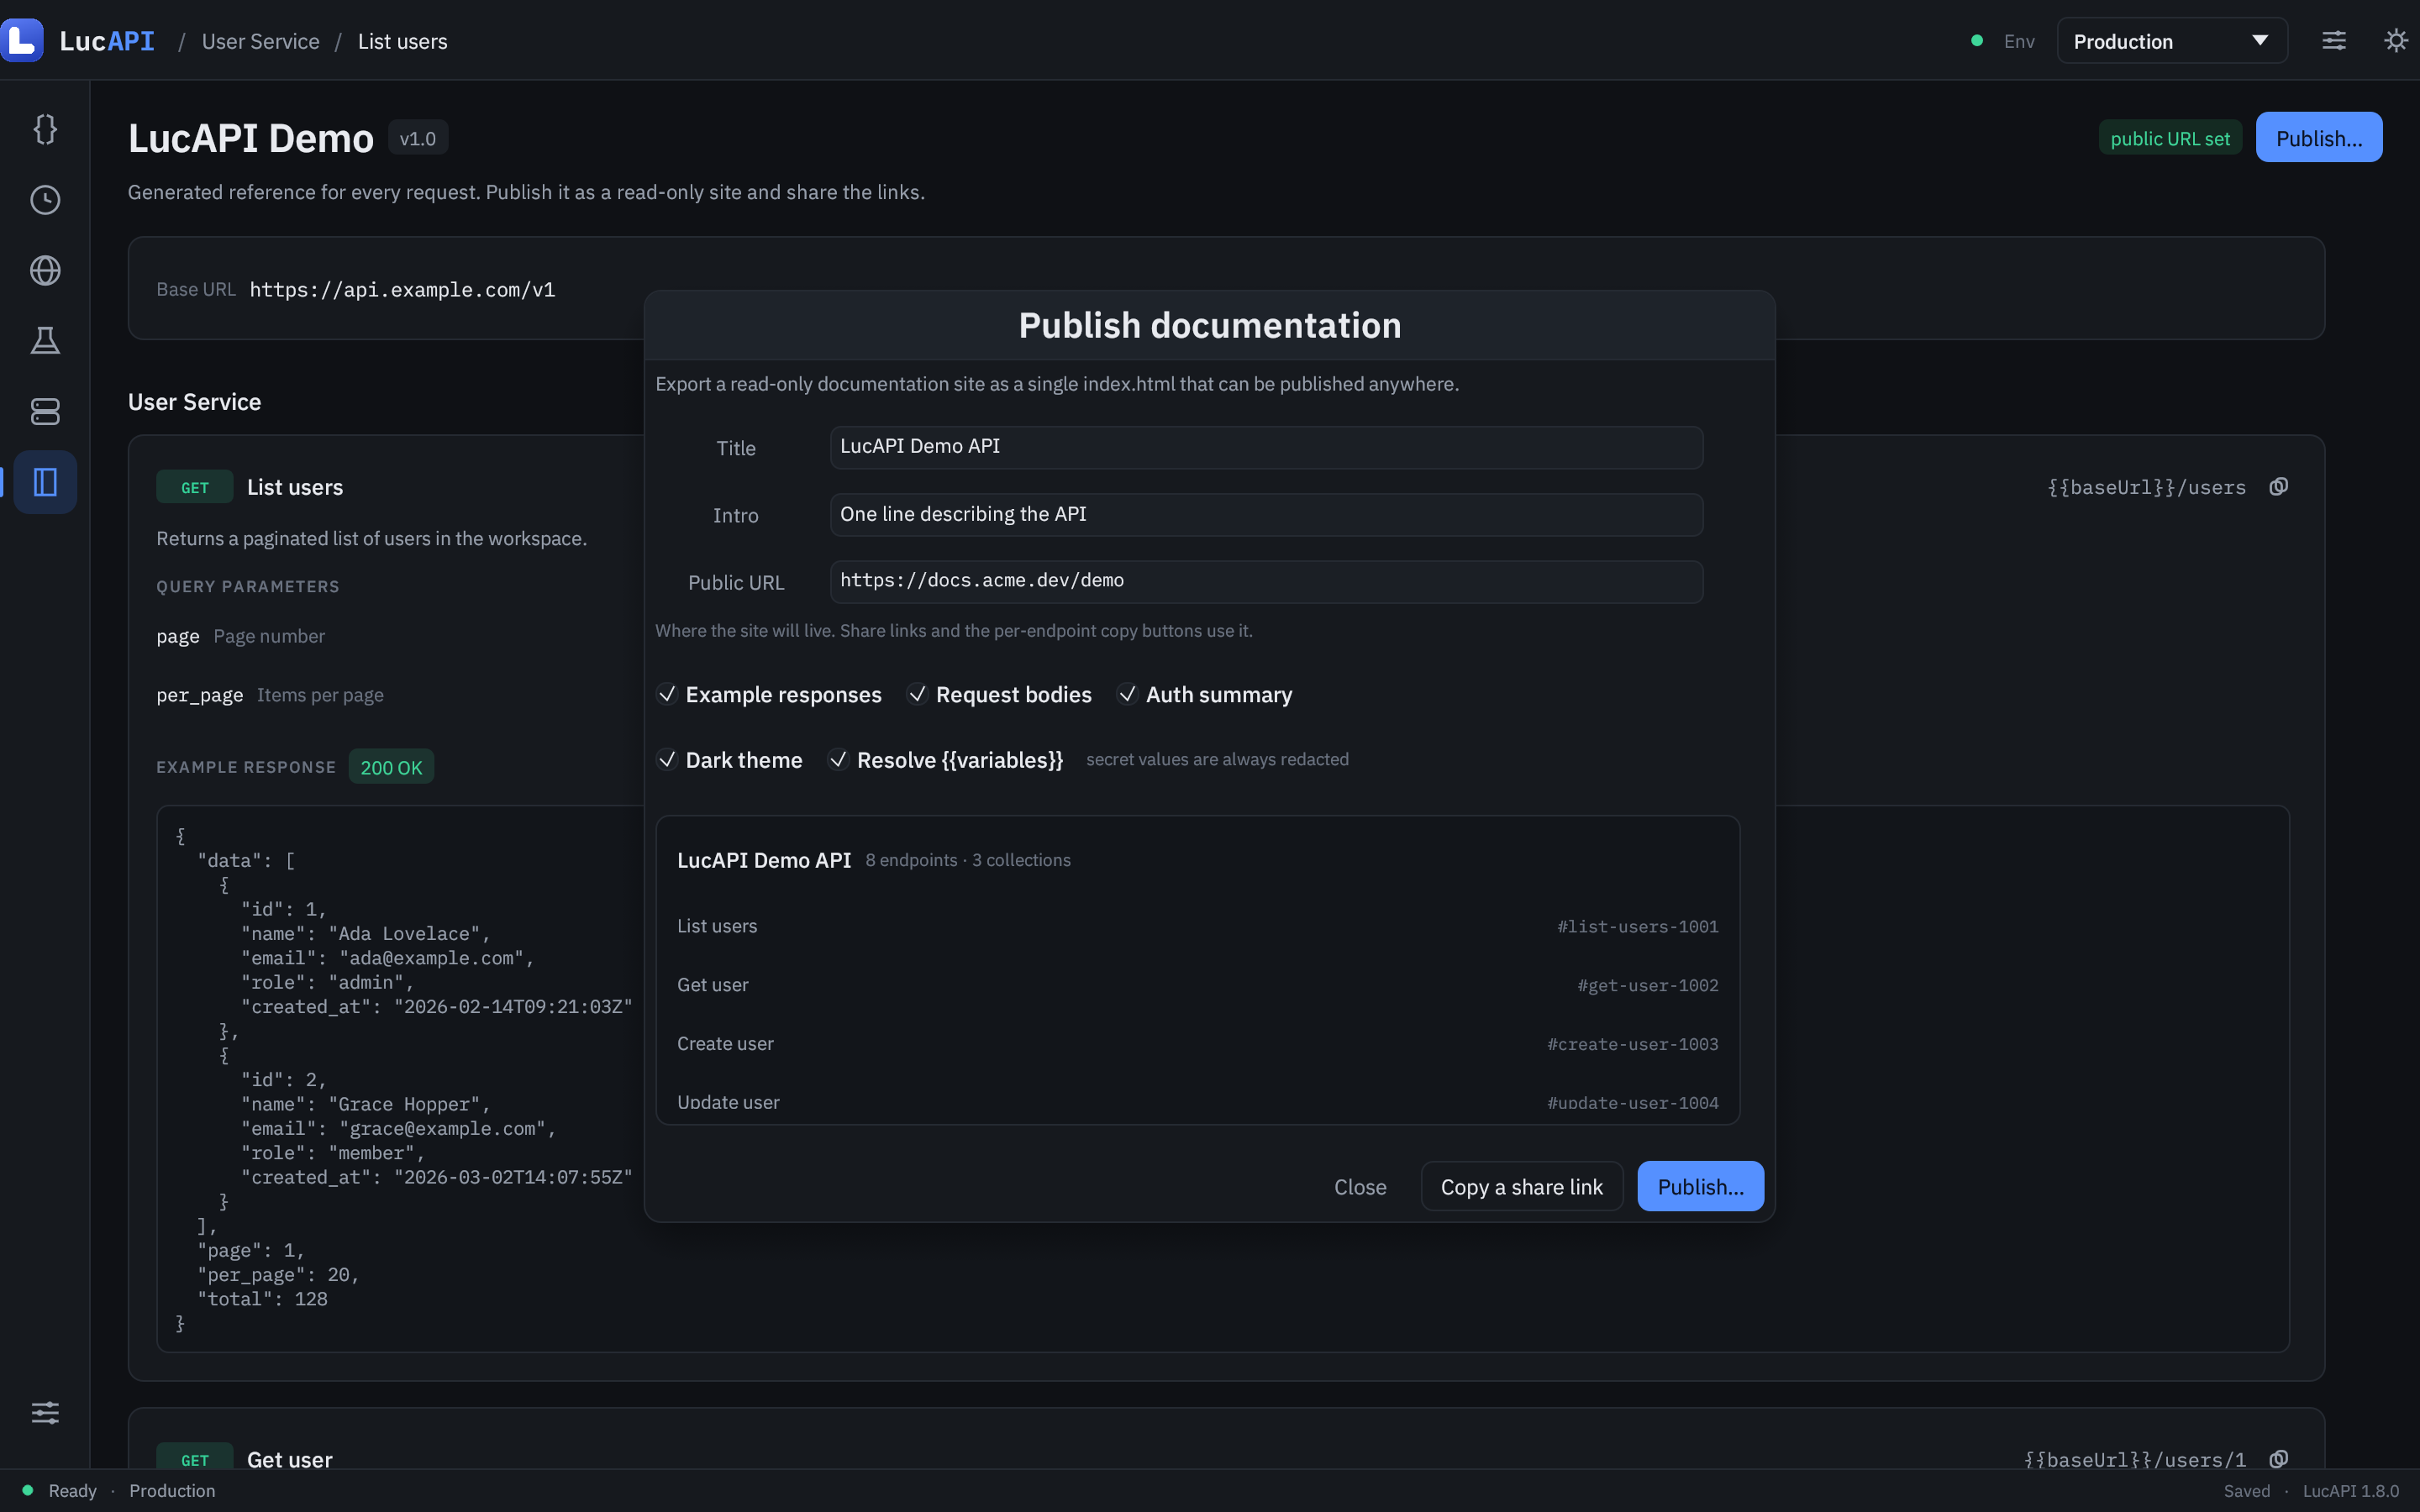 LucAPI / User Service / List users
Env Production
LucAPI Demo v1.0
public URL set Publish...
Generated reference for every request. Publish it as a read-only site and share the links.
Base URL https://api.example.com/v1
User Service
GET List users
{{baseUrl}}/users
Returns a paginated list of users in the workspace.
QUERY PARAMETERS
page Page number
per_page Items per page
EXAMPLE RESPONSE 200 OK
{
  "data": [
    {
      "id": 1,
      "name": "Ada Lovelace",
      "email": "ada@example.com",
      "role": "admin",
      "created_at": "2026-02-14T09:21:03Z"
    },
    {
      "id": 2,
      "name": "Grace Hopper",
      "email": "grace@example.com",
      "role": "member",
      "created_at": "2026-03-02T14:07:55Z"
    }
  ],
  "page": 1,
  "per_page": 20,
  "total": 128
}
GET Get user
{{baseUrl}}/users/1
Publish documentation
Export a read-only documentation site as a single index.html that can be published anywhere.
Title LucAPI Demo API
Intro One line describing the API
Public URL https://docs.acme.dev/demo
Where the site will live. Share links and the per-endpoint copy buttons use it.
Example responses Request bodies Auth summary
Dark theme Resolve {{variables}} secret values are always redacted
LucAPI Demo API 8 endpoints · 3 collections
List users #list-users-1001
Get user #get-user-1002
Create user #create-user-1003
Update user #update-user-1004
Close Copy a share link Publish...
Ready · Production
Saved · LucAPI 1.8.0